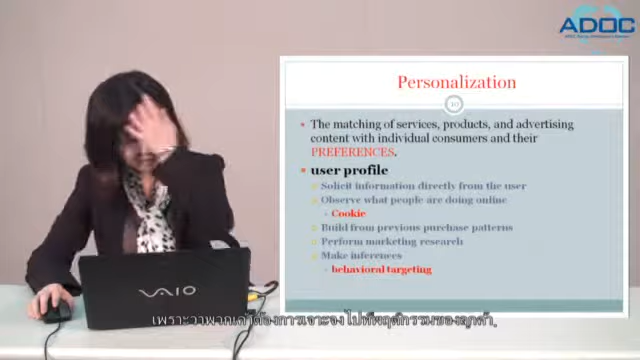 ADOC
Personalization
10
• The matching of services, products, and advertising
content with individual consumers and their
PREFERENCES.
• user profile
Solicit information directly from the user
Observe what people are doing online
• Cookie
Build from previous purchase patterns
Perform marketing research
Make inferences
• behavioral targeting
VAIO
เพราะว่าพวกเค้าต้องการเจาะจงไปที่พฤติกรรมของลูกค้า